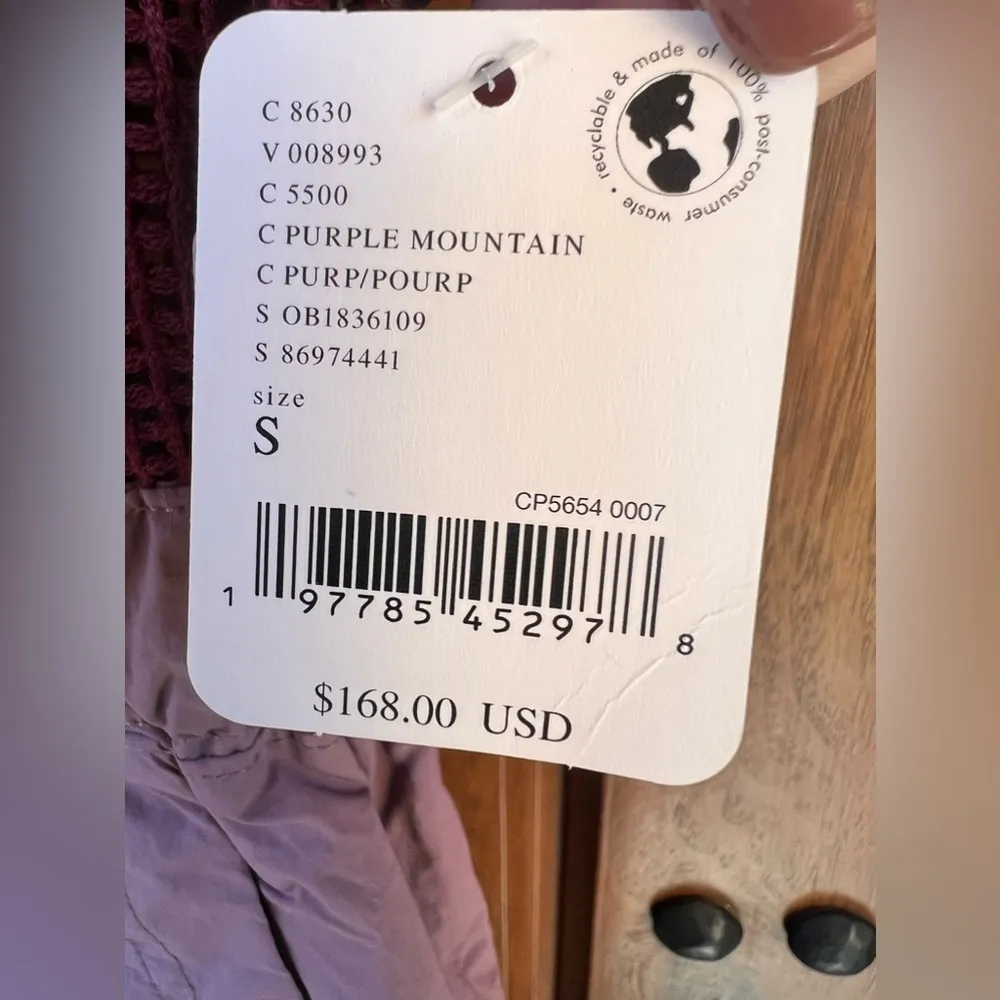 C 8630
V 008993
C 5500
C PURPLE MOUNTAIN
C PURP/POURP
S OB1836109
S 86974441
size
S
recyclable & made of 100% post-consumer waste •
CP5654 0007
1 97785 45297 8
$168.00 USD